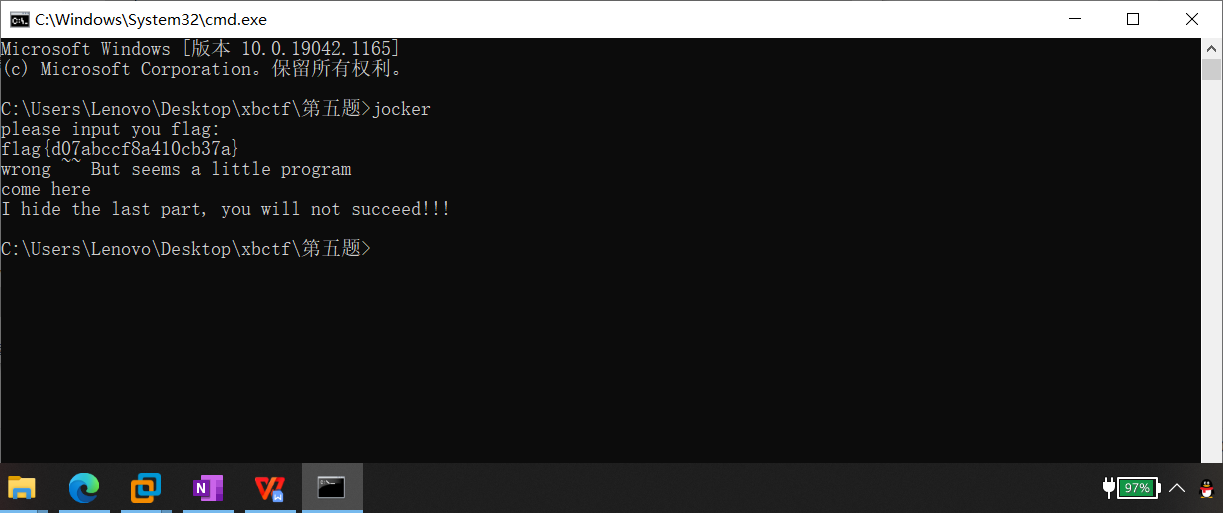 C:\Windows\System32\cmd.exe
Microsoft Windows [版本 10.0.19042.1165]
(c) Microsoft Corporation。保留所有权利。
C:\Users\Lenovo\Desktop\xbctf\第五题>jocker
please input you flag:
flag{d07abccf8a410cb37a}
wrong ~~ But seems a little program
come here
I hide the last part, you will not succeed!!!
C:\Users\Lenovo\Desktop\xbctf\第五题>
97%